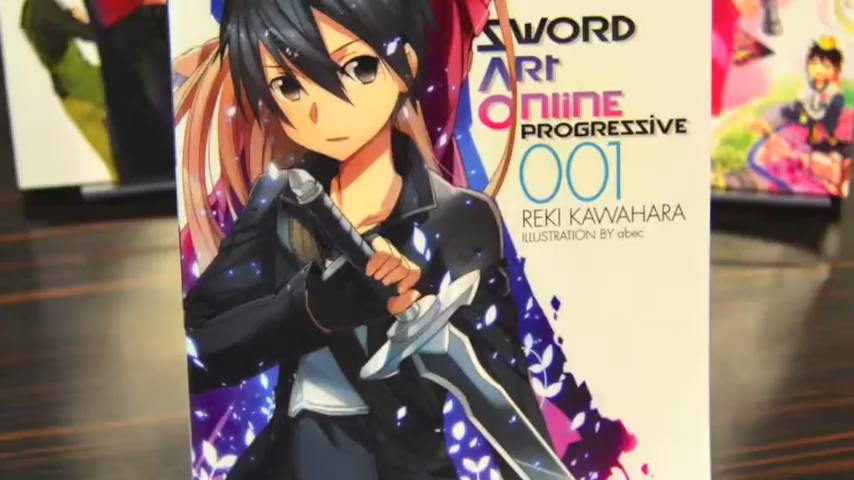 SWORD
ART
ONLINE
PROGRESSIVE
001
REKI KAWAHARA
ILLUSTRATION BY abec